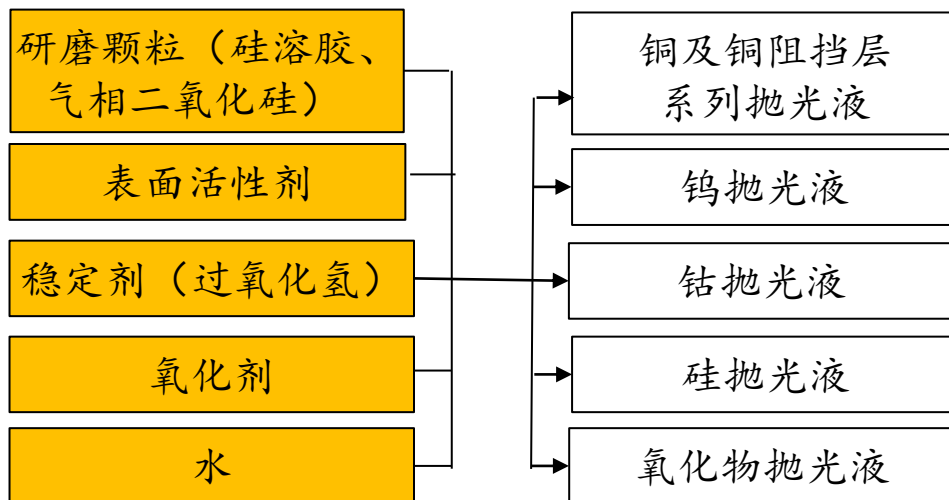 研磨颗粒（硅溶胶、
气相二氧化硅）
表面活性剂
稳定剂（过氧化氢）
氧化剂
水
铜及铜阻挡层
系列抛光液
钨抛光液
钴抛光液
硅抛光液
氧化物抛光液